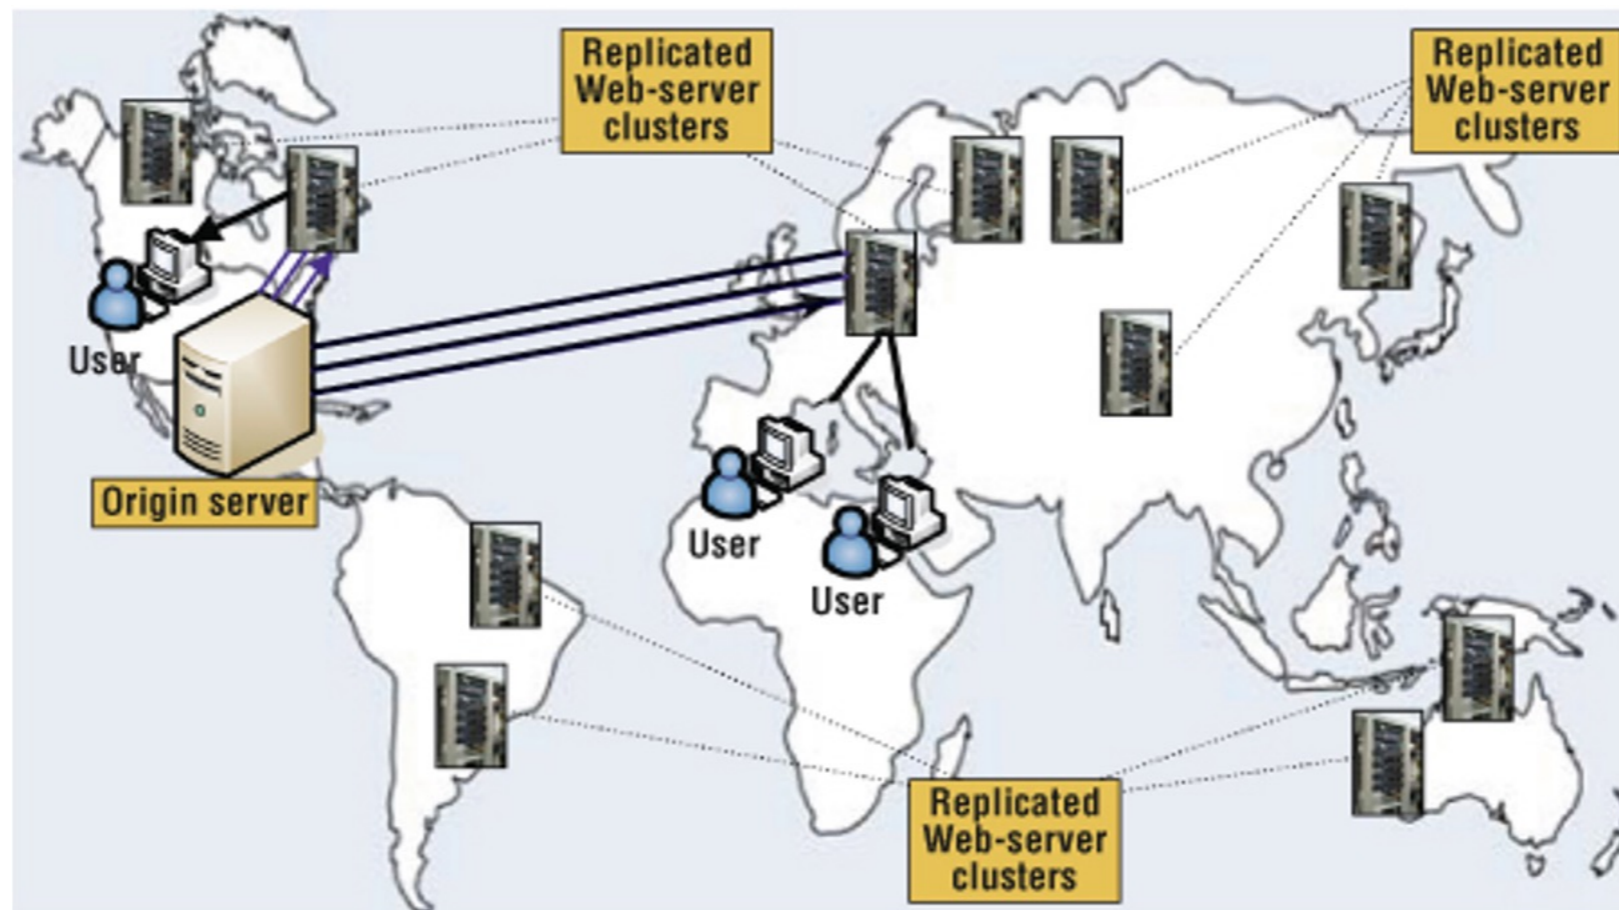 Replicated
Web-server
clusters
Replicated
Web-server
clusters
User
Origin server
User
User
Replicated
Web-server
clusters